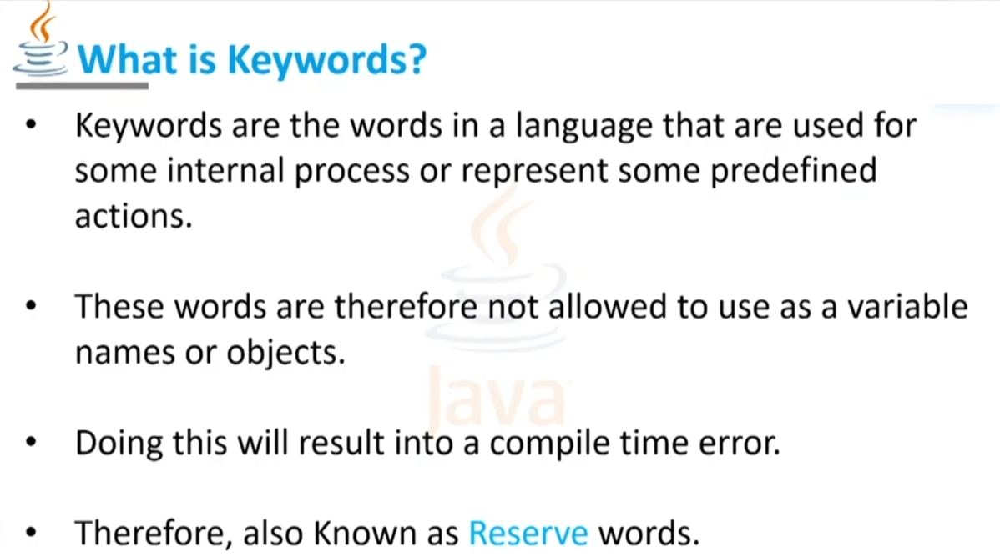 What is Keywords?
• Keywords are the words in a language that are used for
some internal process or represent some predefined
actions.
• These words are therefore not allowed to use as a variable
names or objects.
Java
• Doing this will result into a compile time error.
• Therefore, also Known as Reserve words.